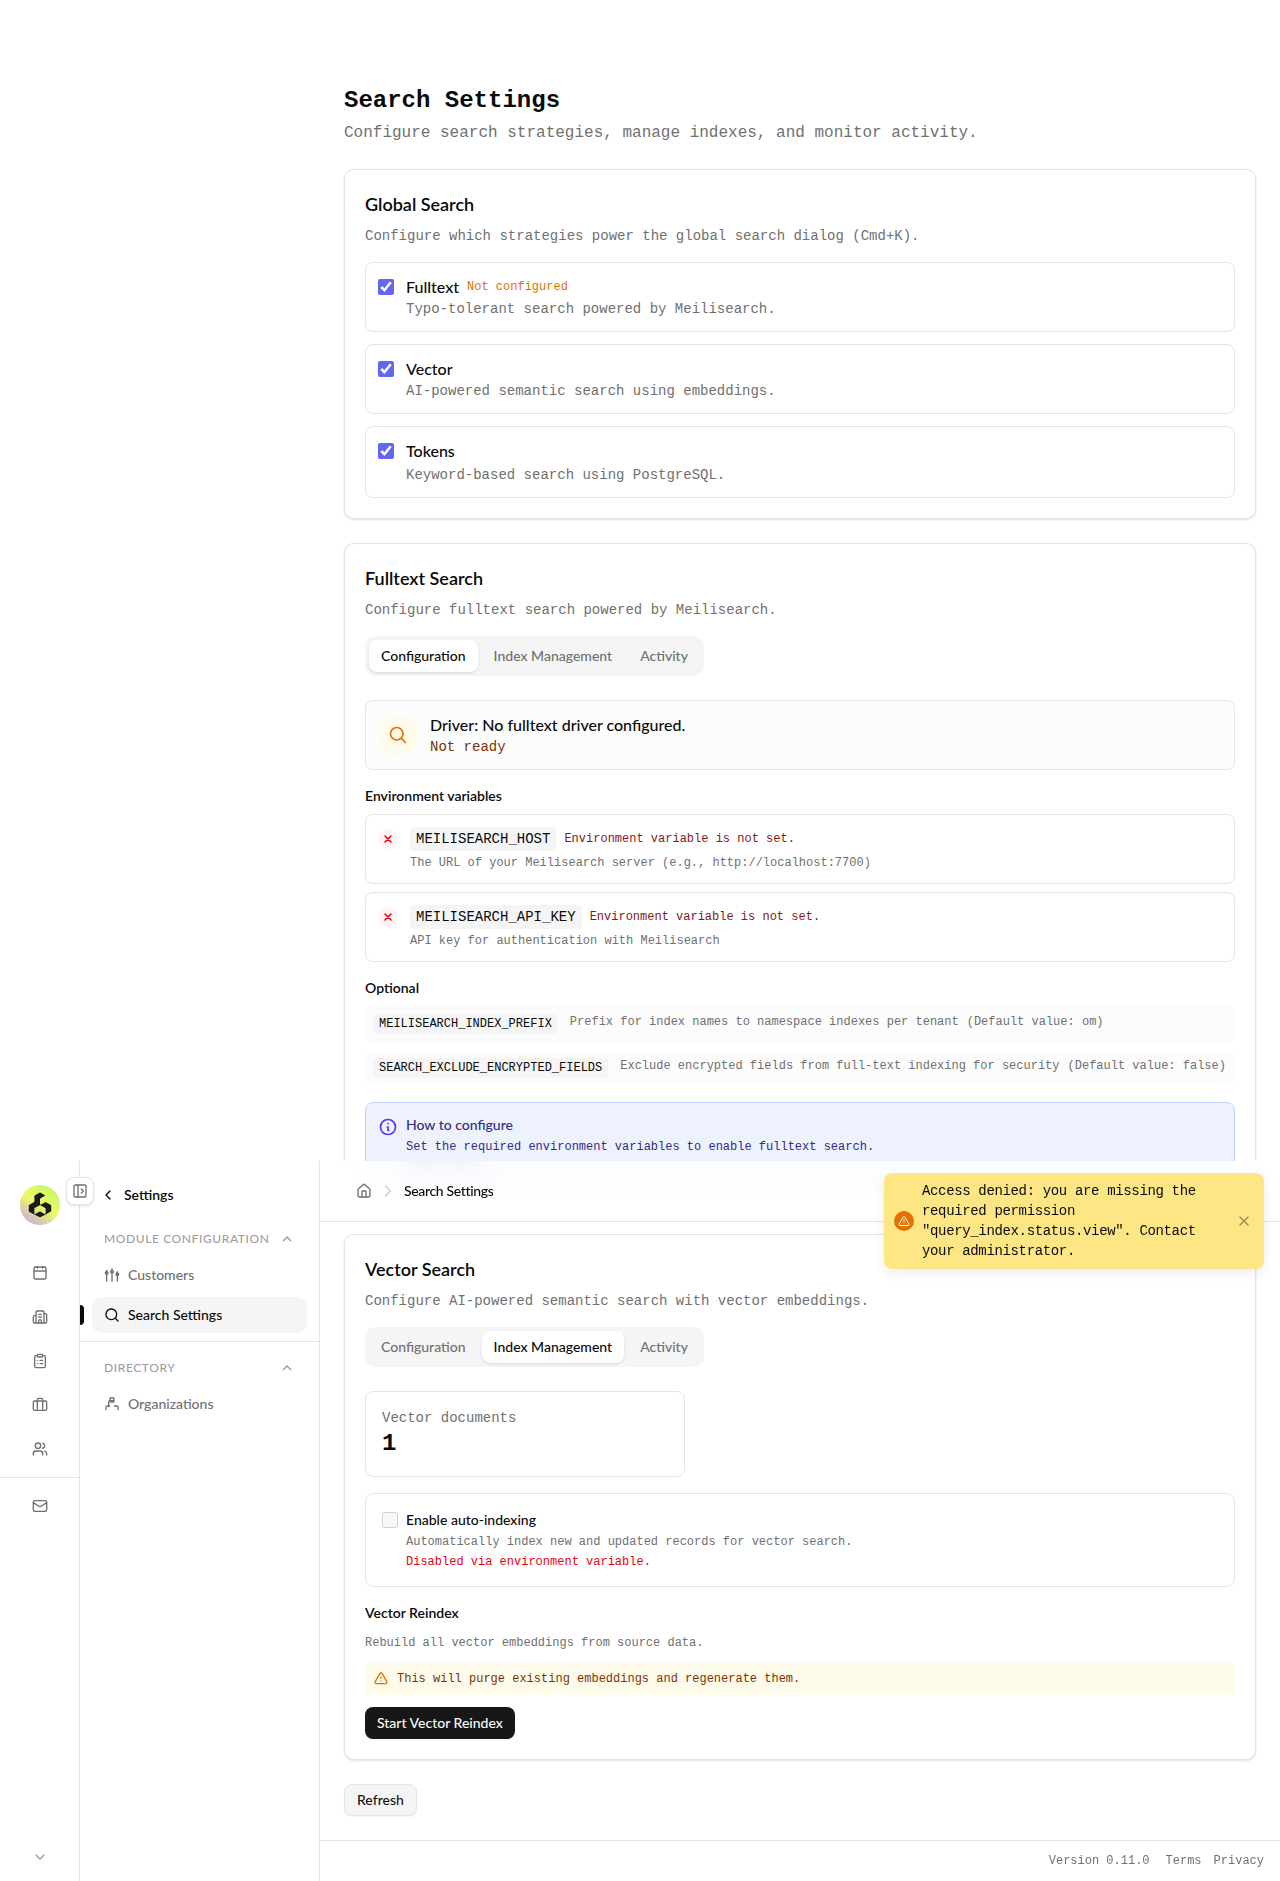 Search Settings
Configure search strategies, manage indexes, and monitor activity.
Global Search
Configure which strategies power the global search dialog (Cmd+K).
Fulltext Not configured
Typo-tolerant search powered by Meilisearch.
Vector
AI-powered semantic search using embeddings.
Tokens
Keyword-based search using PostgreSQL.
Fulltext Search
Configure fulltext search powered by Meilisearch.
Configuration Index Management Activity
Driver: No fulltext driver configured.
Not ready
Environment variables
MEILISEARCH_HOST Environment variable is not set.
The URL of your Meilisearch server (e.g., http://localhost:7700)
MEILISEARCH_API_KEY Environment variable is not set.
API key for authentication with Meilisearch
Optional
MEILISEARCH_INDEX_PREFIX Prefix for index names to namespace indexes per tenant (Default value: om)
SEARCH_EXCLUDE_ENCRYPTED_FIELDS Exclude encrypted fields from full-text indexing for security (Default value: false)
How to configure
Set the required environment variables to enable fulltext search.
Settings
MODULE CONFIGURATION
Customers
Search Settings
DIRECTORY
Organizations
Search Settings
Access denied: you are missing the
required permission
"query_index.status.view". Contact
your administrator.
Vector Search
Configure AI-powered semantic search with vector embeddings.
Configuration Index Management Activity
Vector documents
1
Enable auto-indexing
Automatically index new and updated records for vector search.
Disabled via environment variable.
Vector Reindex
Rebuild all vector embeddings from source data.
This will purge existing embeddings and regenerate them.
Start Vector Reindex
Refresh
Version 0.11.0 Terms Privacy